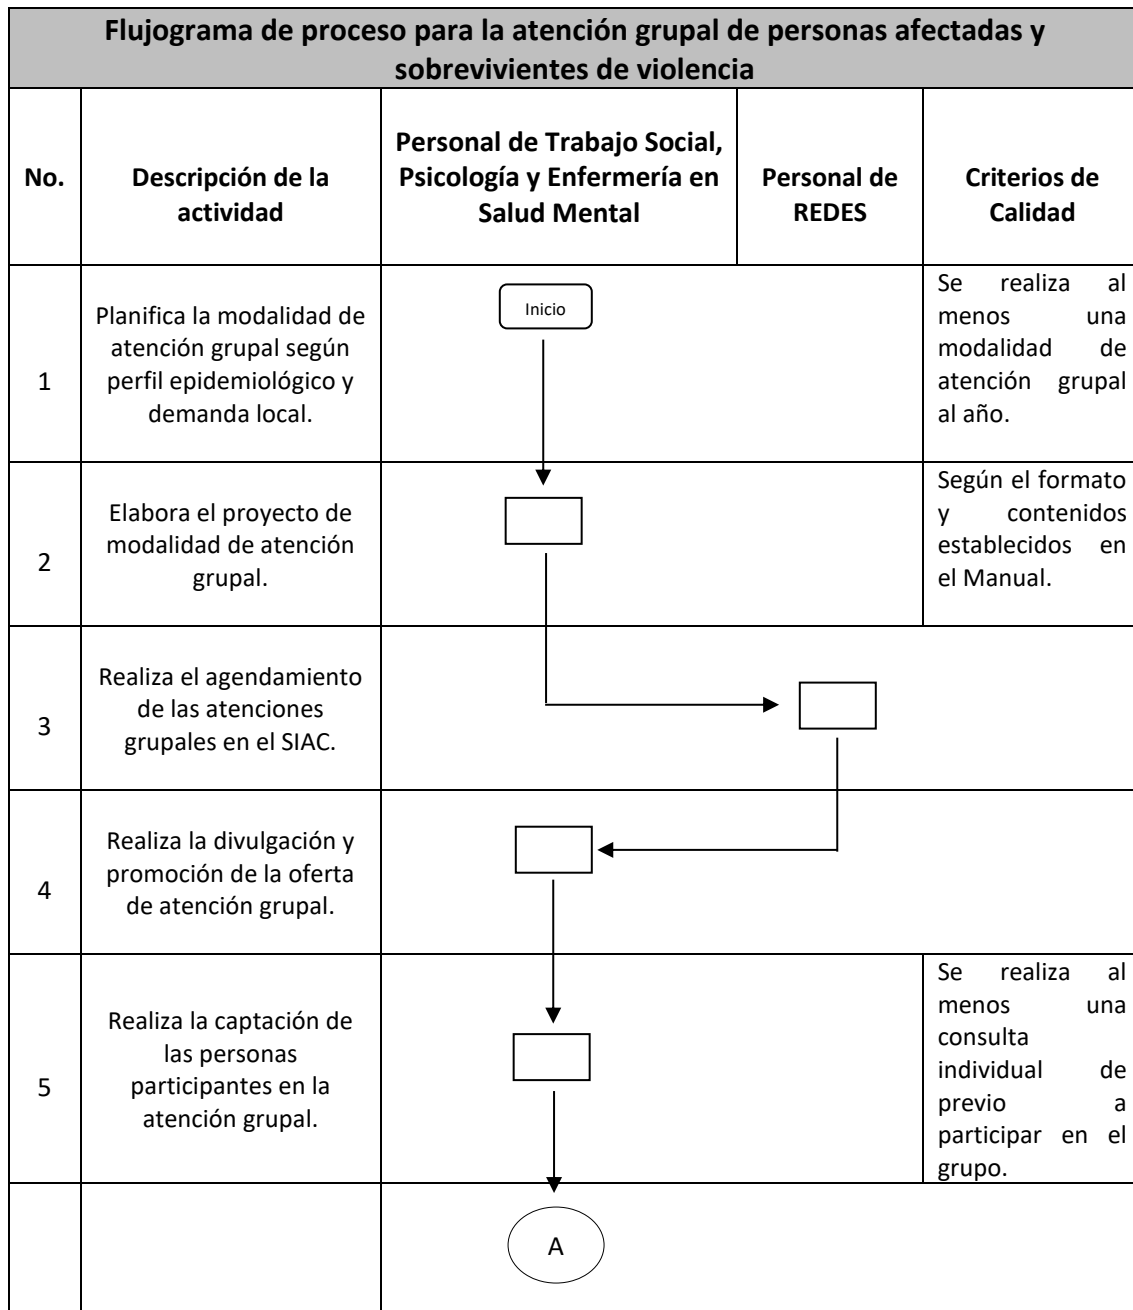 Flujograma de proceso para la atención grupal de personas afectadas y
sobrevivientes de violencia
No.
Descripción de la
actividad
Personal de Trabajo Social,
Psicología y Enfermería en
Salud Mental
Personal de
REDES
Criterios de
Calidad
1
Planifica la modalidad de
atención grupal según
perfil epidemiológico y
demanda local.
Inicio
Se realiza al
menos una
modalidad de
atención grupal
al año.
2
Elabora el proyecto de
modalidad de atención
grupal.
Según el formato
y contenidos
establecidos en
el Manual.
3
Realiza el agendamiento
de las atenciones
grupales en el SIAC.
4
Realiza la divulgación y
promoción de la oferta
de atención grupal.
5
Realiza la captación de
las personas
participantes en la
atención grupal.
Se realiza al
menos una
consulta
individual de
previo a
participar en el
grupo.
A